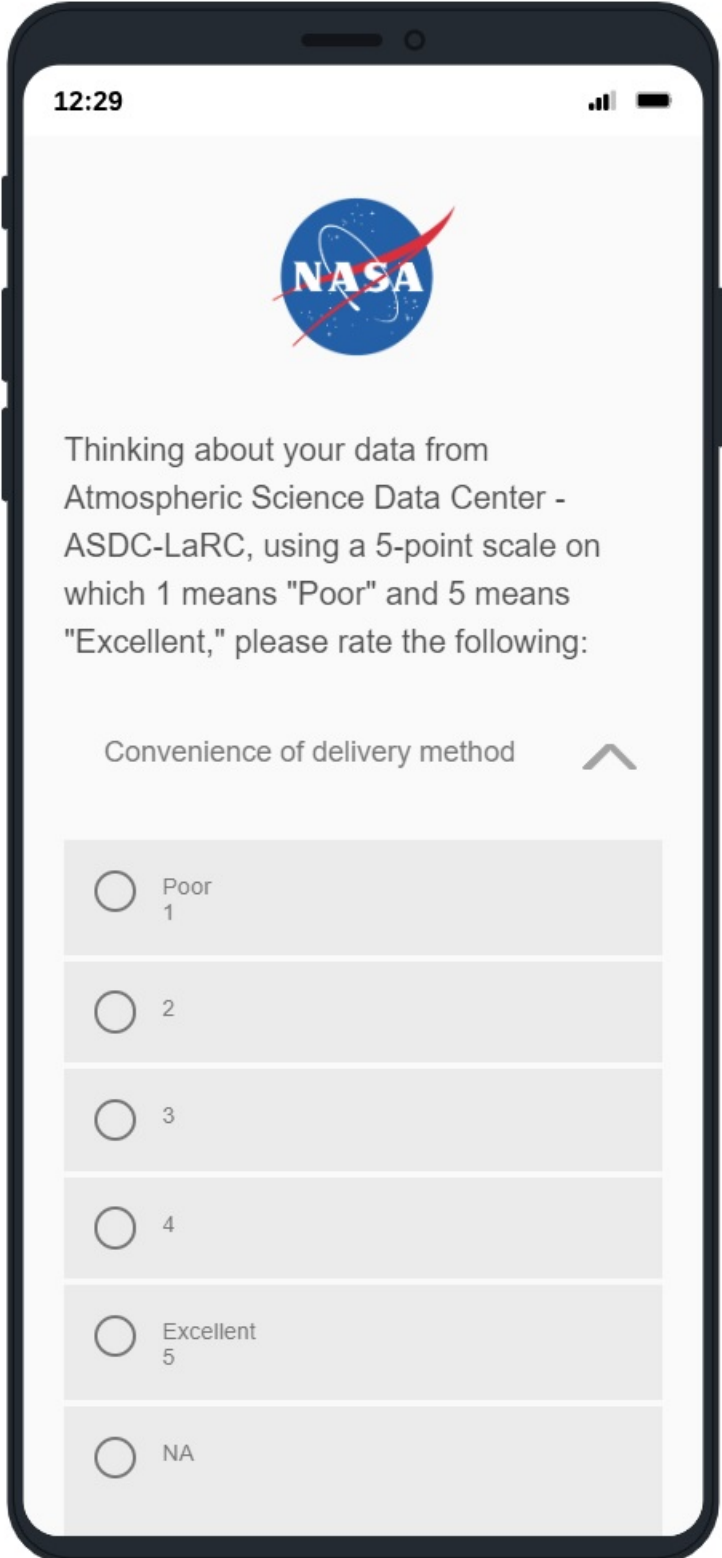 12:29
NASA
Thinking about your data from
Atmospheric Science Data Center -
ASDC-LaRC, using a 5-point scale on
which 1 means "Poor" and 5 means
"Excellent," please rate the following:
Convenience of delivery method
Poor
1
2
3
4
Excellent
5
NA